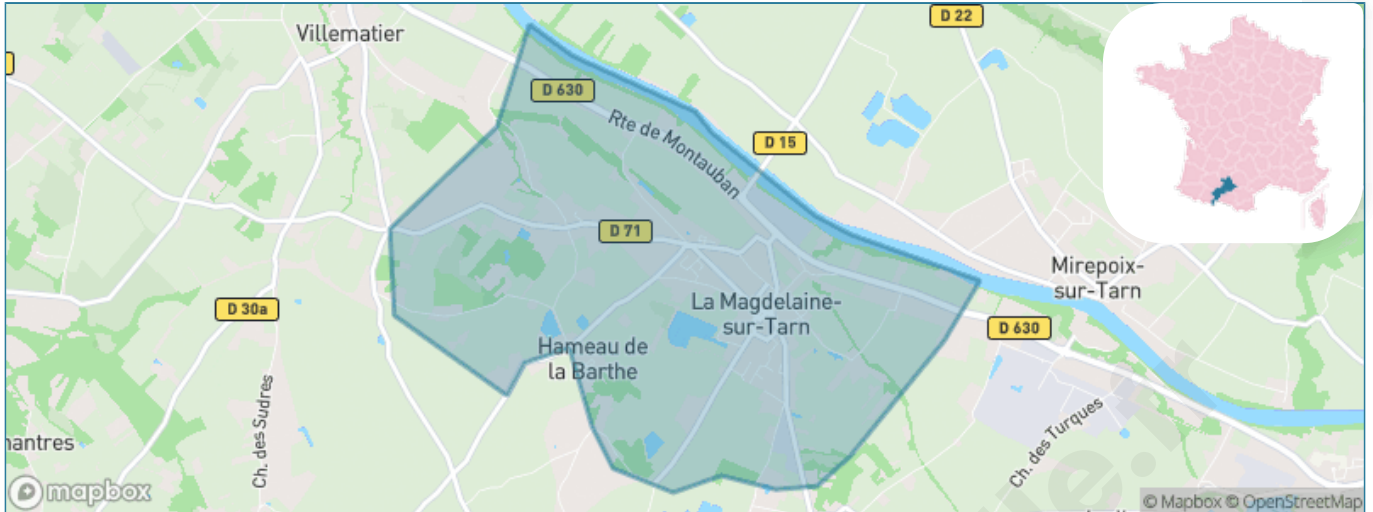 Villematier
D 22
D 630
Rte de Montauban
D 15
D 71
Mirepoix-
sur-Tarn
La Magdelaine-
sur-Tarn
D 30a
D 630
Hameau de
la Barthe
Ch. des Sudres
Ch. des Turques
nantres
mapbox
© Mapbox © OpenStreetMap